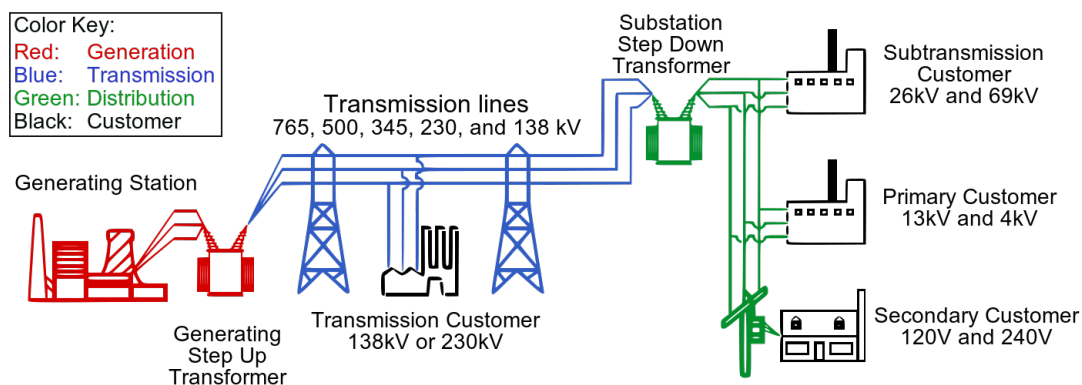 Color Key:
Red: Generation
Blue: Transmission
Green: Distribution
Black: Customer
Generating Station
Generating
Step Up
Transformer
Transmission lines
765, 500, 345, 230, and 138 kV
Transmission Customer
138kV or 230kV
Substation
Step Down
Transformer
Subtransmission
Customer
26kV and 69kV
Primary Customer
13kV and 4kV
Secondary Customer
120V and 240V